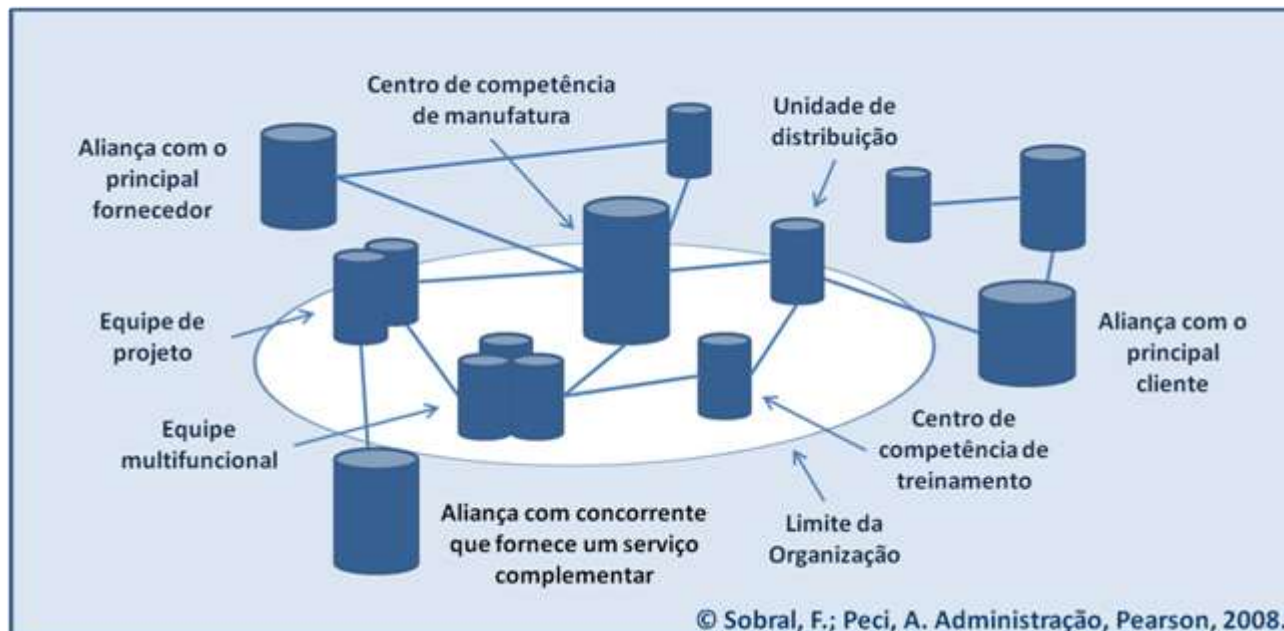 Centro de competência
de manufatura
Unidade de
distribuição
Aliança com o
principal
fornecedor
Equipe de
projeto
Aliança com o
principal
cliente
Equipe
multifuncional
Centro de
competência de
treinamento
Aliança com concorrente
que fornece um serviço
complementar
Limite da
Organização
© Sobral, F.; Peci, A. Administração, Pearson, 2008.